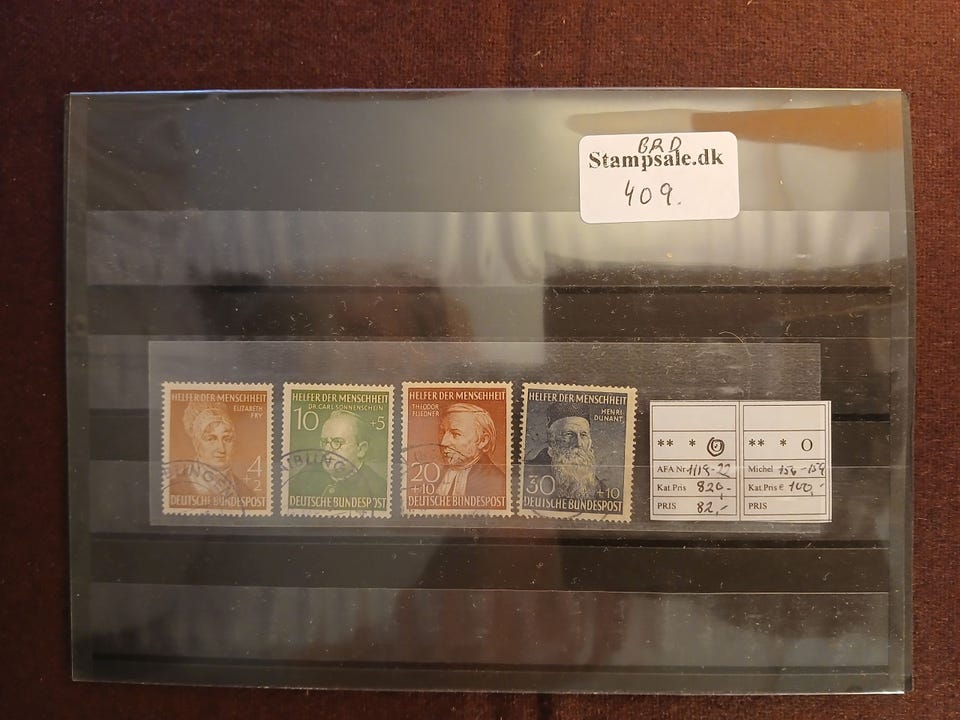 BRD
Stampsale.dk
409.
HELFER DER MENSCHHEIT
ELIZABETH
FRY
4
+2
DEUTSCHE BUNDESPOST
HELFER DER MENSCHHEIT
DR. CARL SONNENSCHEIN
10 +5
DEUTSCHE BUNDESPOST
HELFER DER MENSCHHEIT
THEODOR
FLIEDNER
20
+10
DEUTSCHE BUNDESPOST
HELFER DER MENSCHHEIT
HENRI
DUNANT
30 +10
DEUTSCHE BUNDESPOST
** * O
AFA Nr 1119-22
Kat.Pris 820,-
PRIS 82,-
** * O
Michel 156-159
Kat.Pris € 100,-
PRIS